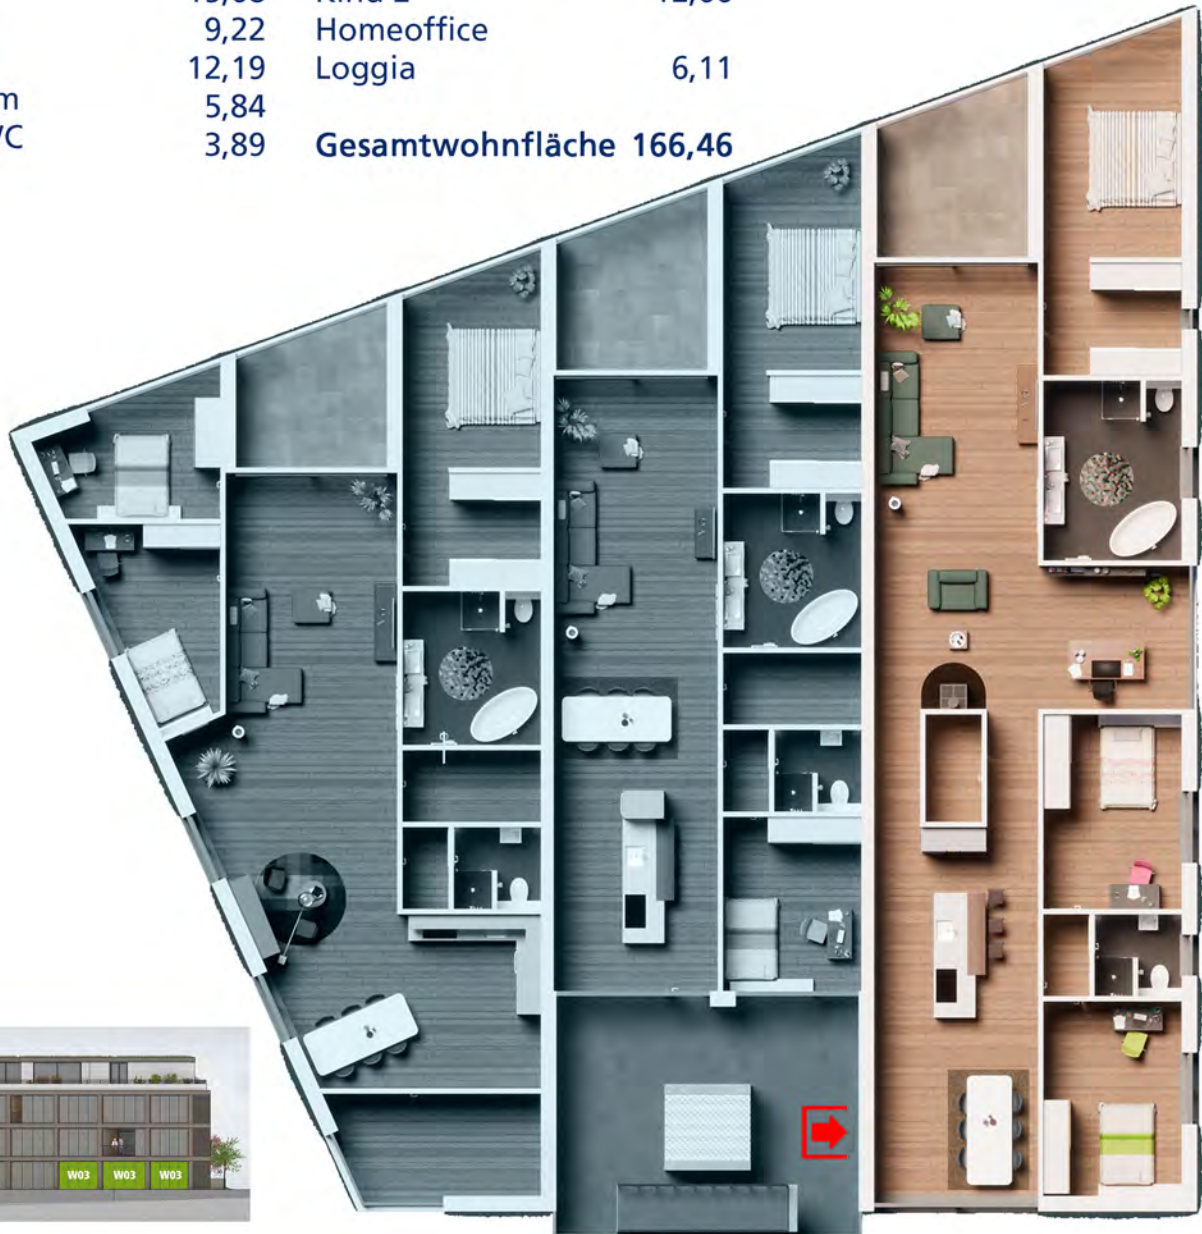 9,22 Homeoffice
12,19 Loggia 6,11
m 5,84
VC 3,89 Gesamtwohnfläche 166,46
W03 W03 W03